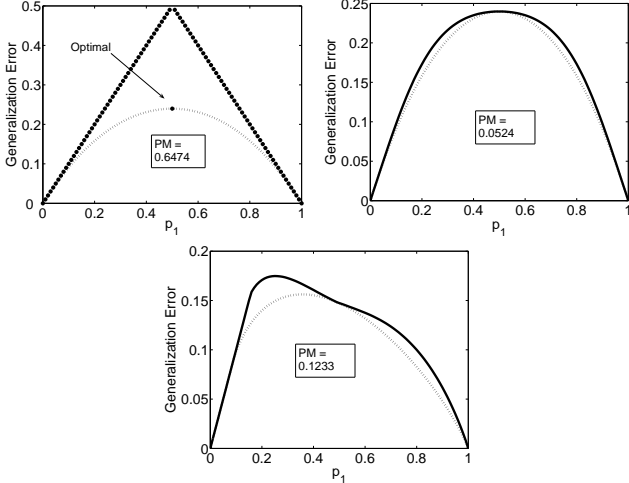 Generalization Error
0.5
0.4
0.3
0.2
0.1
0
Optimal
PM =
0.6474
0 0.2 0.4 0.6 0.8 1
p1
Generalization Error
0.25
0.2
0.15
0.1
0.05
0
PM =
0.0524
0 0.2 0.4 0.6 0.8 1
p1
Generalization Error
0.2
0.15
0.1
0.05
0
PM =
0.1233
0 0.2 0.4 0.6 0.8 1
p1